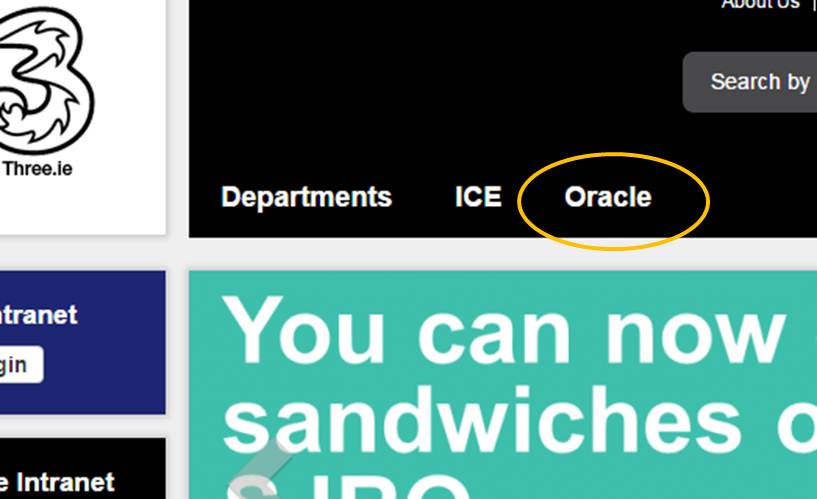 About Us |
Search by
Three.ie
Departments ICE Oracle
ntranet
gin
You can now
sandwiches o
e Intranet